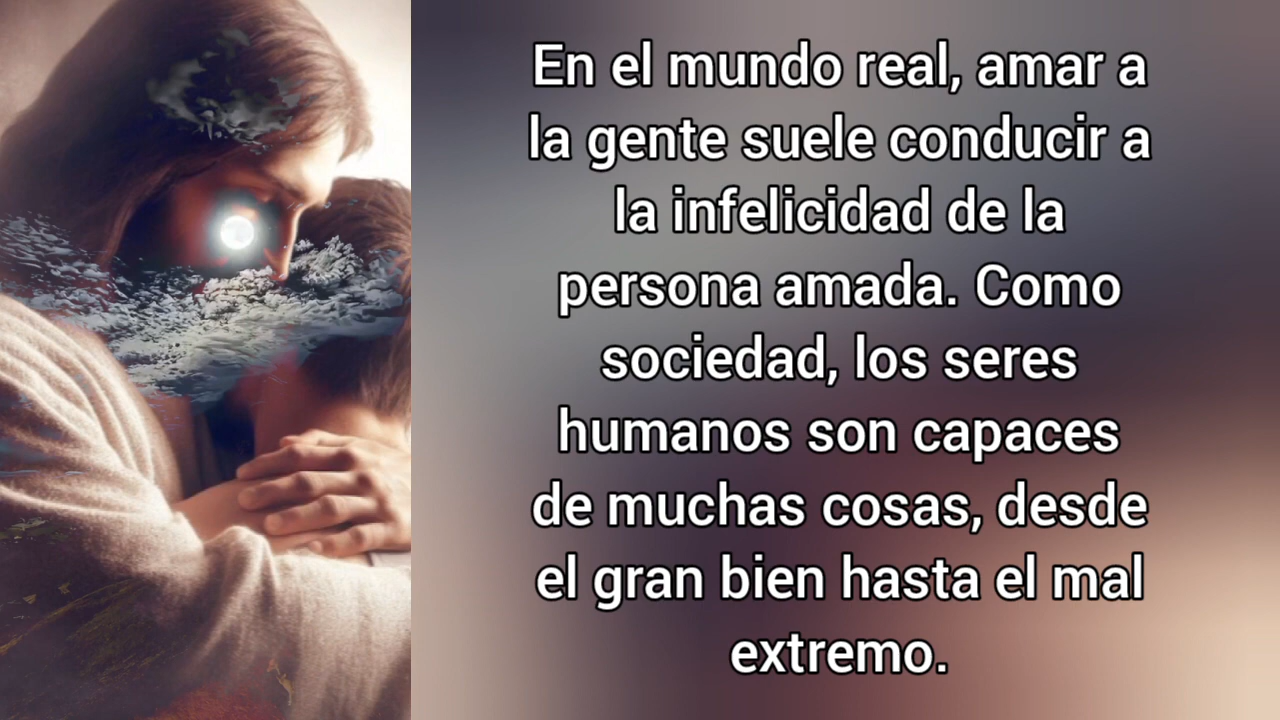 En el mundo real, amar a
la gente suele conducir a
la infelicidad de la
persona amada. Como
sociedad, los seres
humanos son capaces
de muchas cosas, desde
el gran bien hasta el mal
extremo.